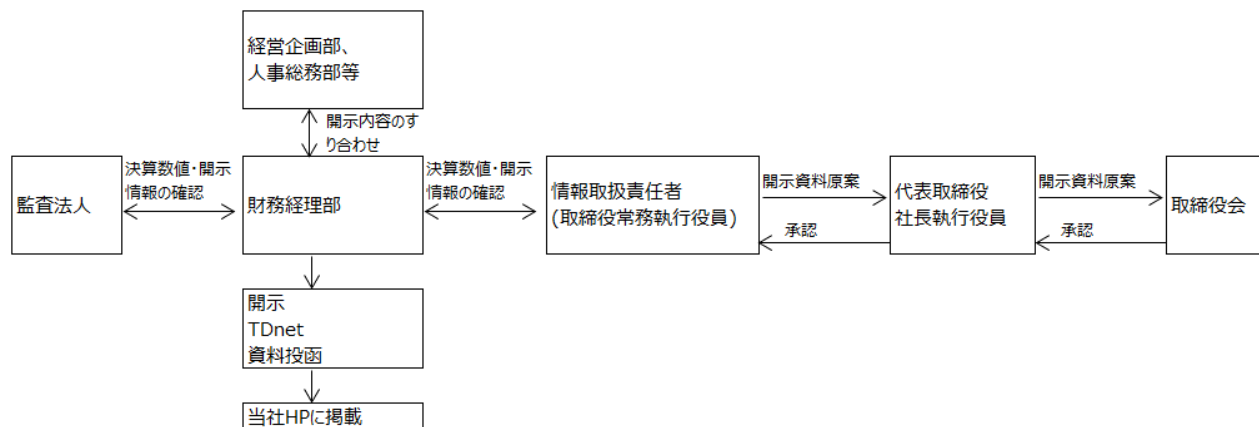 経営企画部、
人事総務部等
開示内容のす
り合わせ
監査法人
決算数値・開示
情報の確認
財務経理部
決算数値・開示
情報の確認
情報取扱責任者
(取締役常務執行役員)
開示資料原案
承認
代表取締役
社長執行役員
開示資料原案
承認
取締役会
開示
TDnet
資料投函
当社HPに掲載